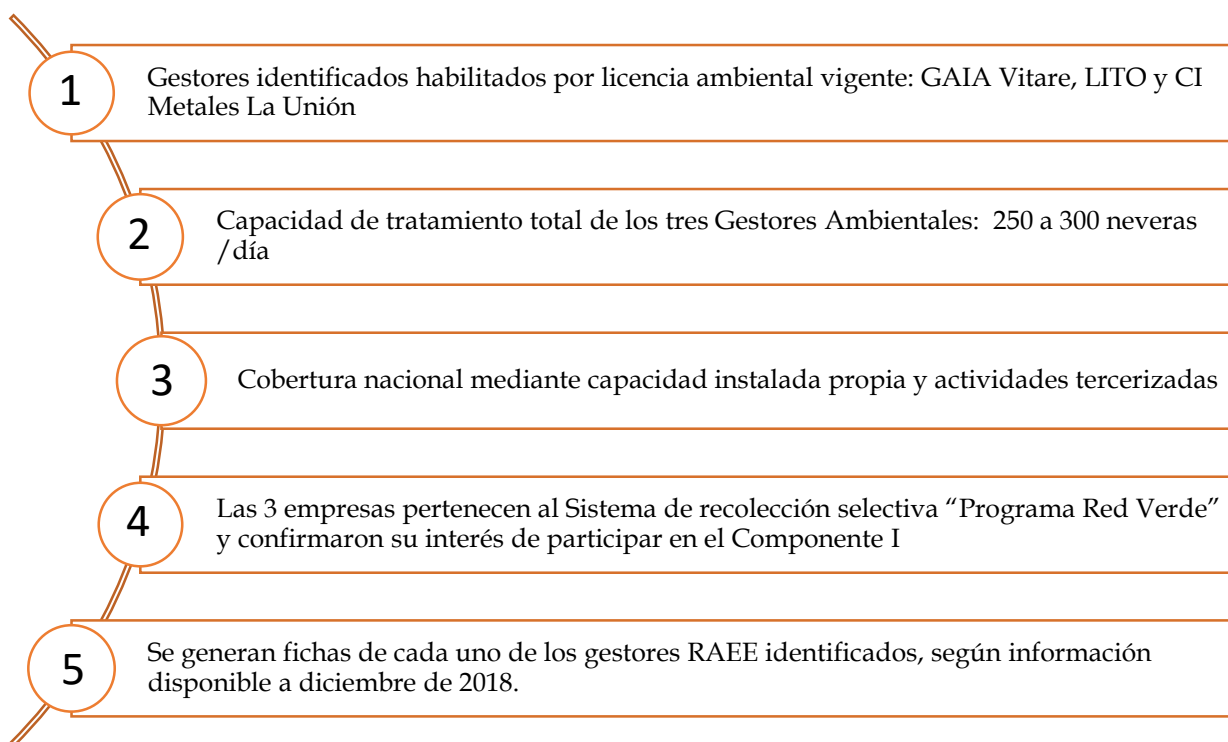 1
Gestores identificados habilitados por licencia ambiental vigente: GAIA Vitare, LITO y CI
Metales La Unión
2
Capacidad de tratamiento total de los tres Gestores Ambientales: 250 a 300 neveras
/día
3
Cobertura nacional mediante capacidad instalada propia y actividades tercerizadas
4
Las 3 empresas pertenecen al Sistema de recolección selectiva “Programa Red Verde”
y confirmaron su interés de participar en el Componente I
5
Se generan fichas de cada uno de los gestores RAEE identificados, según información
disponible a diciembre de 2018.